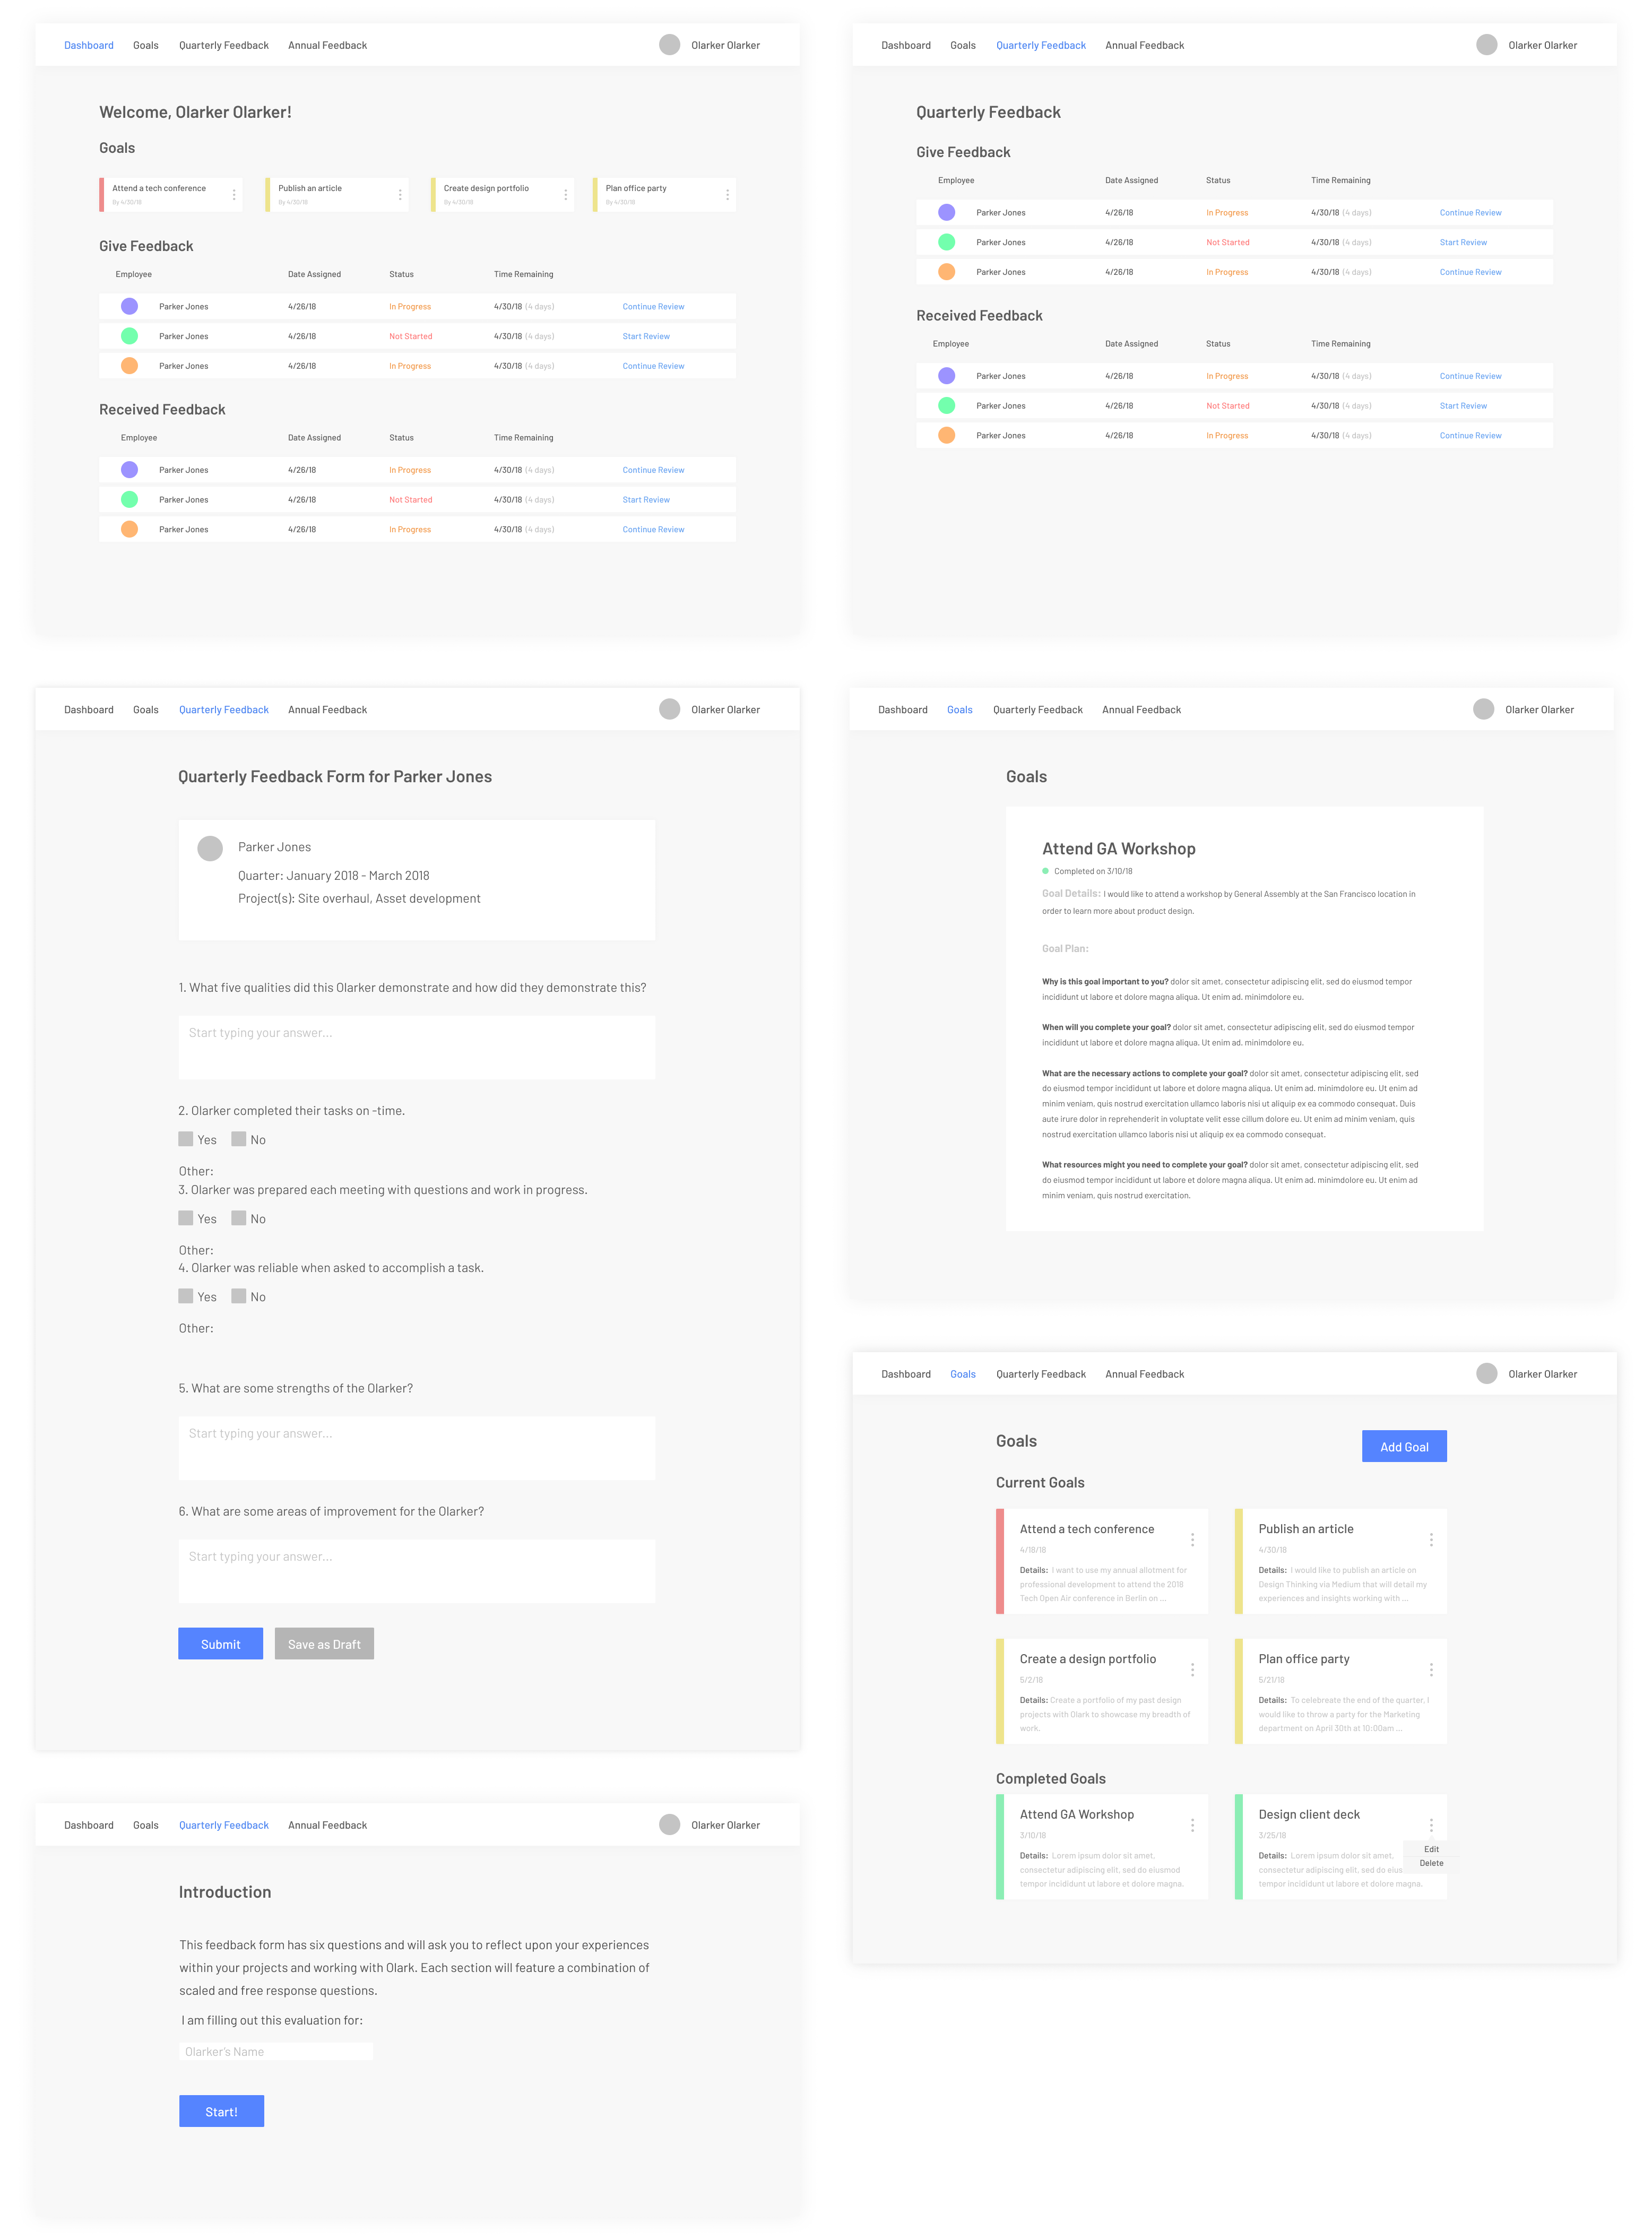 Dashboard Goals Quarterly Feedback Annual Feedback Olarker Olarker
Welcome, Olarker Olarker!
Goals
Attend a tech conference
By 4/30/18
Publish an article
By 4/30/18
Create design portfolio
By 4/30/18
Plan office party
By 4/30/18
Give Feedback
Employee Date Assigned Status Time Remaining
Parker Jones 4/26/18 In Progress 4/30/18 (4 days) Continue Review
Parker Jones 4/26/18 Not Started 4/30/18 (4 days) Start Review
Parker Jones 4/26/18 In Progress 4/30/18 (4 days) Continue Review
Received Feedback
Employee Date Assigned Status Time Remaining
Parker Jones 4/26/18 In Progress 4/30/18 (4 days) Continue Review
Parker Jones 4/26/18 Not Started 4/30/18 (4 days) Start Review
Parker Jones 4/26/18 In Progress 4/30/18 (4 days) Continue Review
Dashboard Goals Quarterly Feedback Annual Feedback Olarker Olarker
Quarterly Feedback
Give Feedback
Employee Date Assigned Status Time Remaining
Parker Jones 4/26/18 In Progress 4/30/18 (4 days) Continue Review
Parker Jones 4/26/18 Not Started 4/30/18 (4 days) Start Review
Parker Jones 4/26/18 In Progress 4/30/18 (4 days) Continue Review
Received Feedback
Employee Date Assigned Status Time Remaining
Parker Jones 4/26/18 In Progress 4/30/18 (4 days) Continue Review
Parker Jones 4/26/18 Not Started 4/30/18 (4 days) Start Review
Parker Jones 4/26/18 In Progress 4/30/18 (4 days) Continue Review
Dashboard Goals Quarterly Feedback Annual Feedback Olarker Olarker
Quarterly Feedback Form for Parker Jones
Parker Jones
Quarter: January 2018 - March 2018
Project(s): Site overhaul, Asset development
1. What five qualities did this Olarker demonstrate and how did they demonstrate this?
Start typing your answer...
2. Olarker completed their tasks on -time.
Yes No
Other:
3. Olarker was prepared each meeting with questions and work in progress.
Yes No
Other:
4. Olarker was reliable when asked to accomplish a task.
Yes No
Other:
5. What are some strengths of the Olarker?
Start typing your answer...
6. What are some areas of improvement for the Olarker?
Start typing your answer...
Submit Save as Draft
Dashboard Goals Quarterly Feedback Annual Feedback Olarker Olarker
Goals
Attend GA Workshop
Completed on 3/10/18
Goal Details: I would like to attend a workshop by General Assembly at the San Francisco location in
order to learn more about product design.
Goal Plan:
Why is this goal important to you? dolor sit amet, consectetur adipiscing elit, sed do eiusmod tempor
incididunt ut labore et dolore magna aliqua. Ut enim ad. minimdolore eu.
When will you complete your goal? dolor sit amet, consectetur adipiscing elit, sed do eiusmod tempor
incididunt ut labore et dolore magna aliqua. Ut enim ad. minimdolore eu.
What are the necessary actions to complete your goal? dolor sit amet, consectetur adipiscing elit, sed
do eiusmod tempor incididunt ut labore et dolore magna aliqua. Ut enim ad. minimdolore eu. Ut enim ad
minim veniam, quis nostrud exercitation ullamco laboris nisi ut aliquip ex ea commodo consequat. Duis
aute irure dolor in reprehenderit in voluptate velit esse cillum dolore eu. Ut enim ad minim veniam, quis
nostrud exercitation ullamco laboris nisi ut aliquip ex ea commodo consequat.
What resources might you need to complete your goal? dolor sit amet, consectetur adipiscing elit, sed
do eiusmod tempor incididunt ut labore et dolore magna aliqua. Ut enim ad. minimdolore eu. Ut enim ad
minim veniam, quis nostrud exercitation.
Dashboard Goals Quarterly Feedback Annual Feedback Olarker Olarker
Goals
Add Goal
Current Goals
Attend a tech conference
4/16/18
Details: I want to use my annual allotment for
professional development to attend the 2018
Tech Open Air conference in Berlin on ...
Publish an article
4/30/18
Details: I would like to publish an article on
Design Thinking via Medium that will detail my
experiences and insights working with ...
Create a design portfolio
5/2/18
Details: Create a portfolio of my past design
projects with Olark to showcase my breadth of
work.
Plan office party
5/21/18
Details: To celebreate the end of the quarter, I
would like to throw a party for the Marketing
department on April 30th at 10:00am ...
Completed Goals
Attend GA Workshop
3/10/18
Details: Lorem ipsum dolor sit amet,
consectetur adipiscing elit, sed do eiusmod
tempor incididunt ut labore et dolore magna.
Design client deck
3/25/18
Details: Lorem ipsum dolor sit amet,
consectetur adipiscing elit, sed do eius
tempor incididunt ut labore et dolore magna.
Edit
Delete
Dashboard Goals Quarterly Feedback Annual Feedback Olarker Olarker
Introduction
This feedback form has six questions and will ask you to reflect upon your experiences
within your projects and working with Olark. Each section will feature a combination of
scaled and free response questions.
I am filling out this evaluation for:
Olarker's Name
Start!